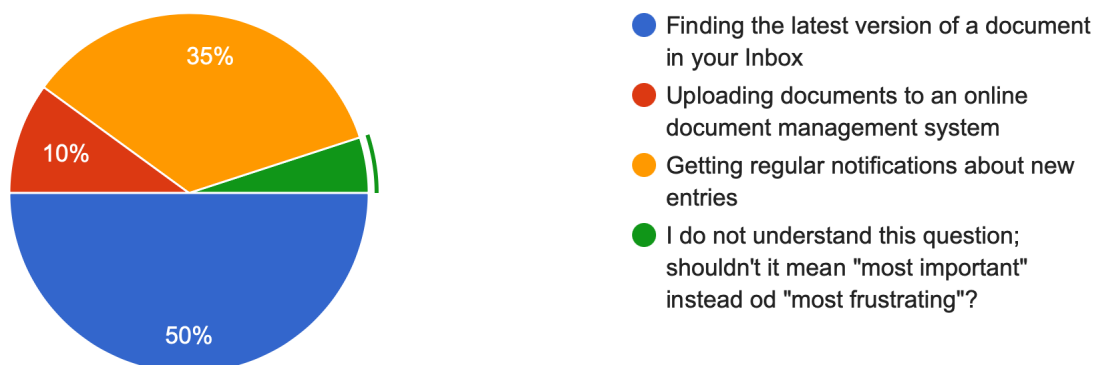 35%
10%
50%
Finding the latest version of a document
in your Inbox
Uploading documents to an online
document management system
Getting regular notifications about new
entries
I do not understand this question;
shouldn't it mean "most important"
instead od "most frustrating"?